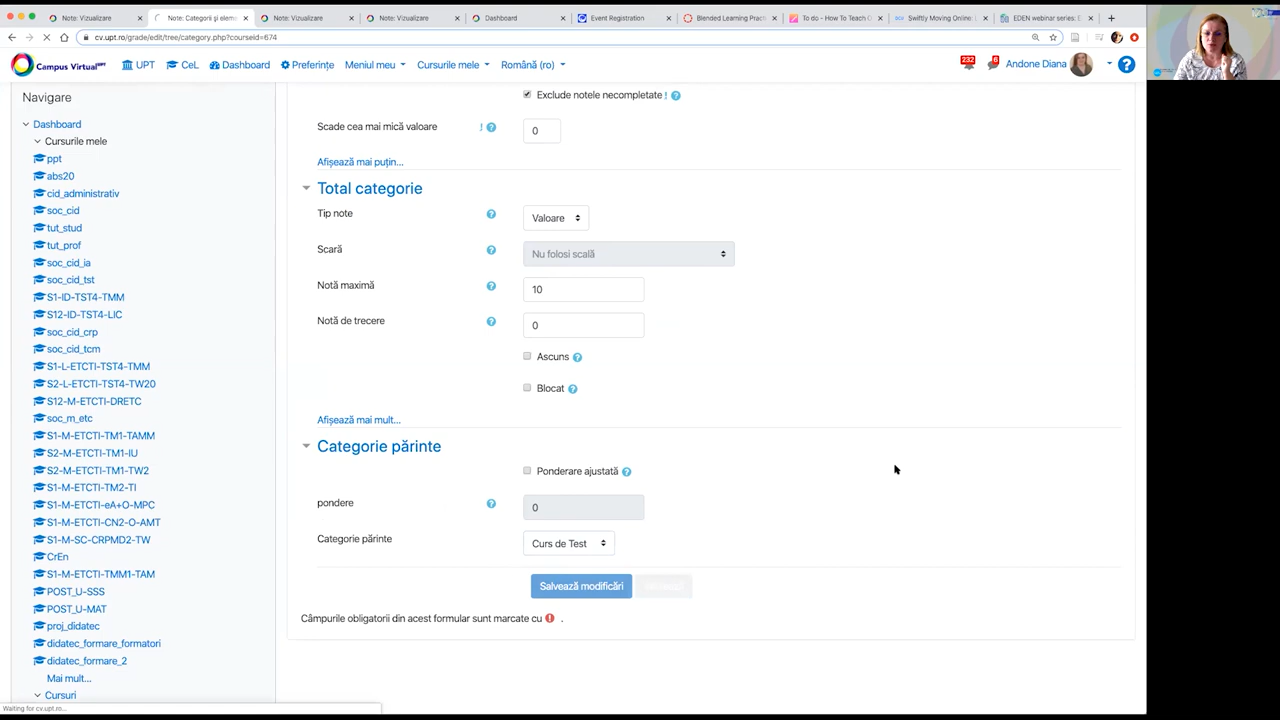 Note: Vizualizare
Note: Categorii și eleme
Note: Vizualizare
Note: Vizualizare
Dashboard
Event Registration
Blended Learning Practi
To do - How To Teach O
Swiftly Moving Online: L
EDEN webinar series: E
cv.upt.ro/grade/edit/tree/category.php?courseid=674
Campus Virtual UPT
UPT
CeL
Dashboard
Preferințe
Meniul meu
Cursurile mele
Română (ro)
232
6
Andone Diana
Navigare
Dashboard
Cursurile mele
ppt
abs20
cid_administrativ
soc_cid
tut_stud
tut_prof
soc_cid_ia
soc_cid_tst
S1-ID-TST4-TMM
S12-ID-TST4-LIC
soc_cid_crp
soc_cid_tcm
S1-L-ETCTI-TST4-TMM
S2-L-ETCTI-TST4-TW20
S12-M-ETCTI-DRETC
soc_m_etc
S1-M-ETCTI-TM1-TAMM
S2-M-ETCTI-TM1-IU
S2-M-ETCTI-TM1-TW2
S1-M-ETCTI-TM2-TI
S1-M-ETCTI-eA+O-MPC
S1-M-ETCTI-CN2-O-AMT
S1-M-SC-CRPMD2-TW
CrEn
S1-M-ETCTI-TMM1-TAM
POST_U-SSS
POST_U-MAT
proj_didatec
didatec_formare_formatori
didatec_formare_2
Mai mult...
Cursuri
Exclude notele necompletate !
Scade cea mai mică valoare ! 0
Afișează mai puțin...
Total categorie
Tip note Valoare
Scară Nu folosi scală
Notă maximă 10
Notă de trecere 0
Ascuns
Blocat
Afișează mai mult...
Categorie părinte
Ponderare ajustată
pondere 0
Categorie părinte Curs de Test
Salvează modificări
Câmpurile obligatorii din acest formular sunt marcate cu .
Waiting for cv.upt.ro...